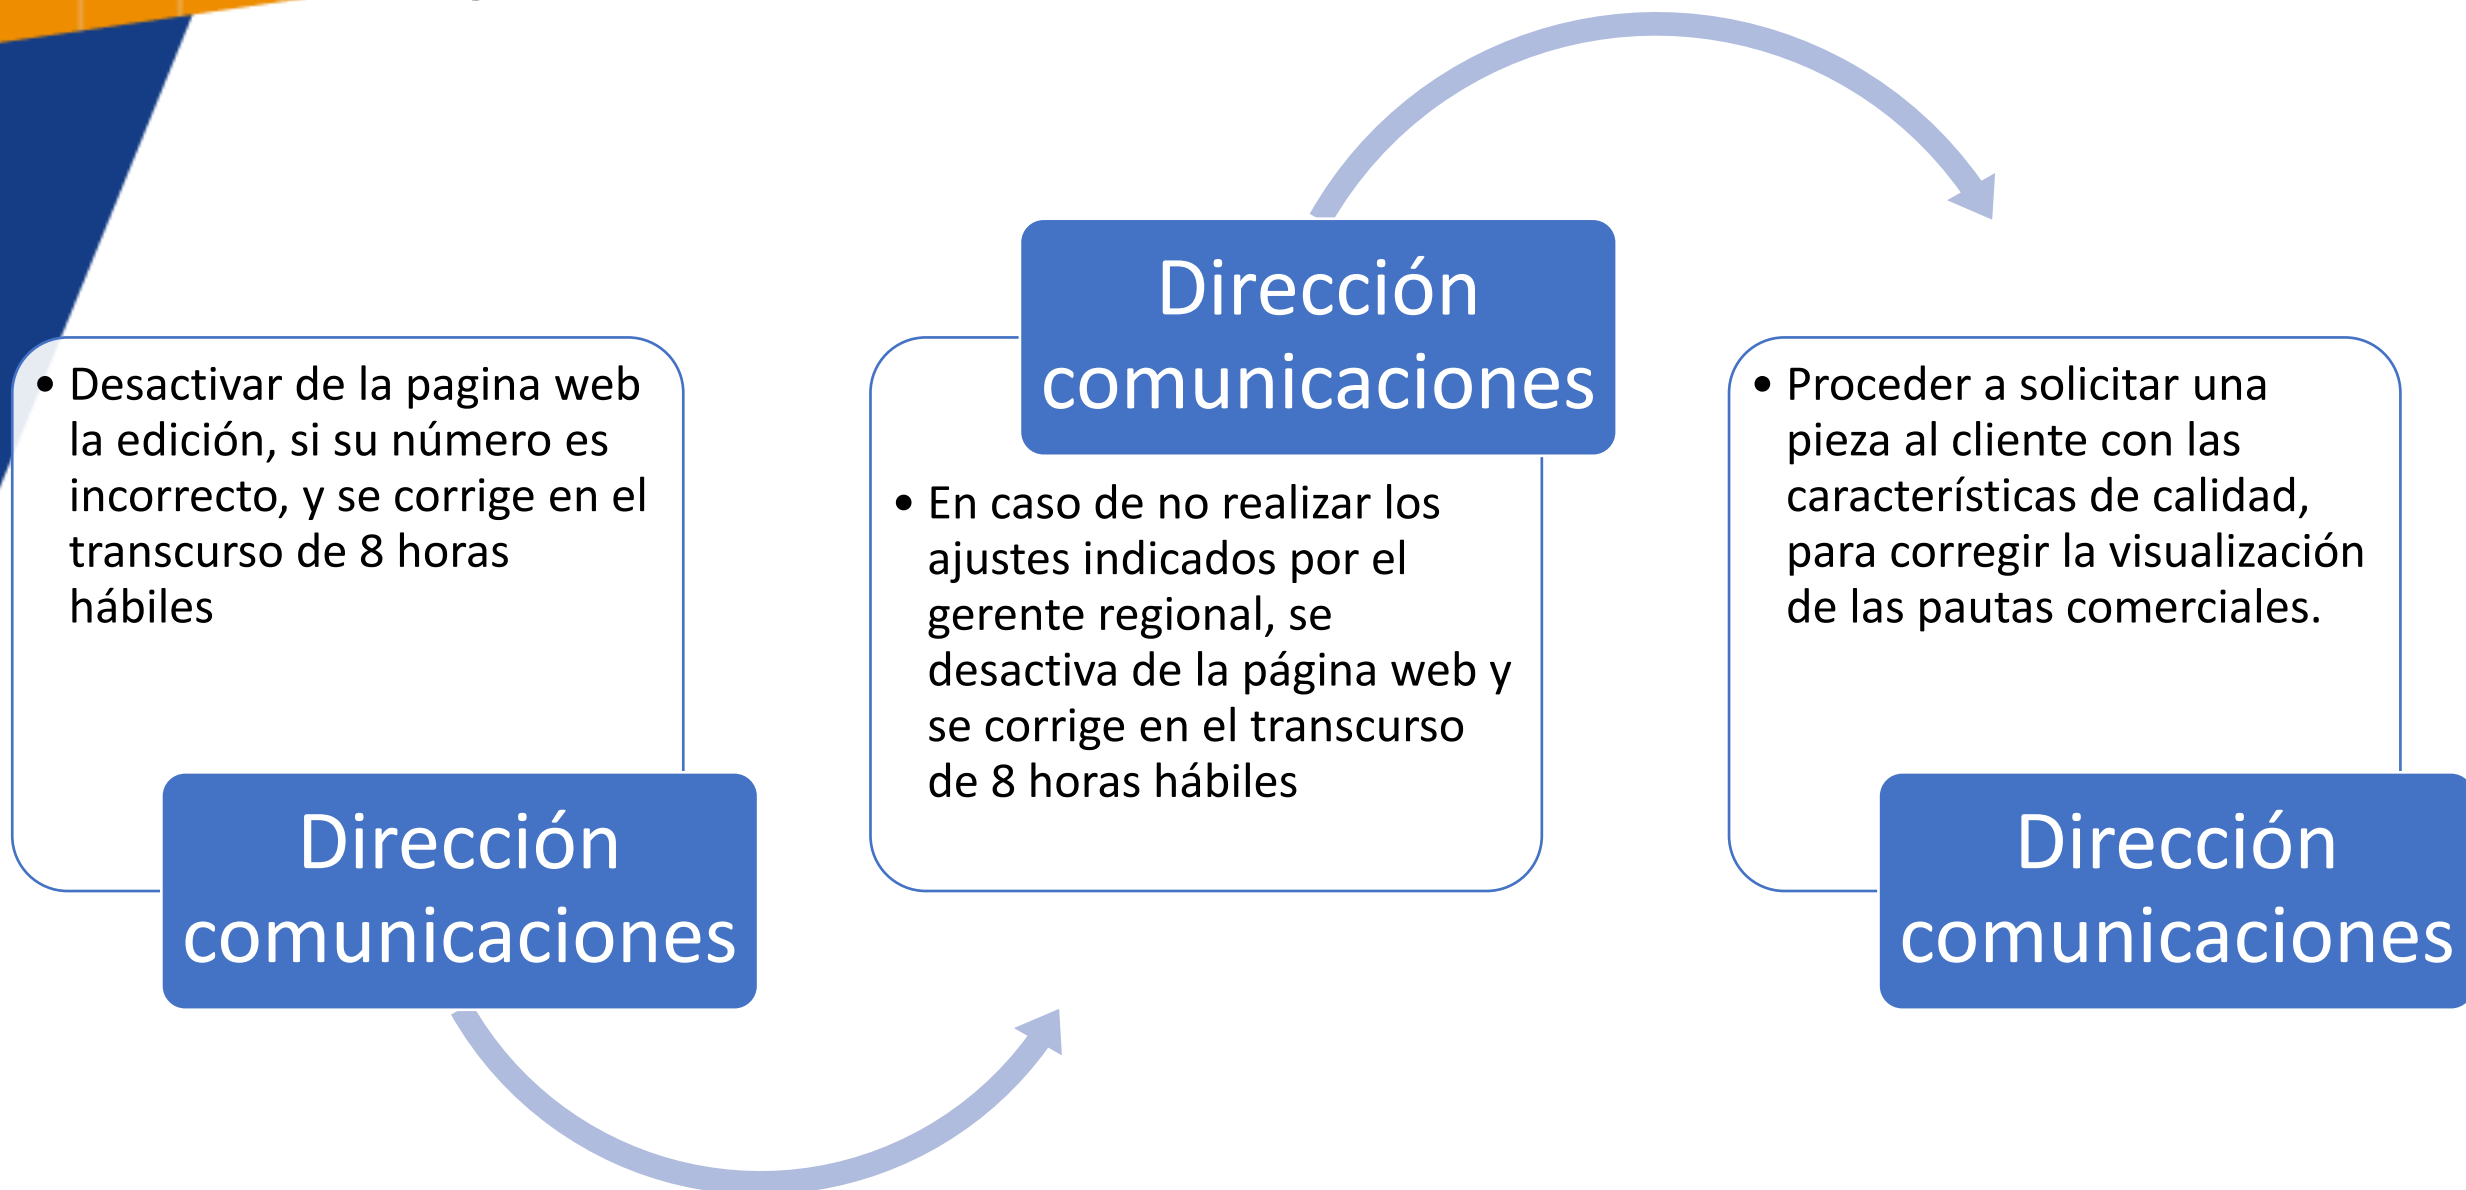 • Desactivar de la pagina web
la edición, si su número es
incorrecto, y se corrige en el
transcurso de 8 horas
hábiles
Dirección
comunicaciones
Dirección
comunicaciones
• En caso de no realizar los
ajustes indicados por el
gerente regional, se
desactiva de la página web y
se corrige en el transcurso
de 8 horas hábiles
• Proceder a solicitar una
pieza al cliente con las
características de calidad,
para corregir la visualización
de las pautas comerciales.
Dirección
comunicaciones